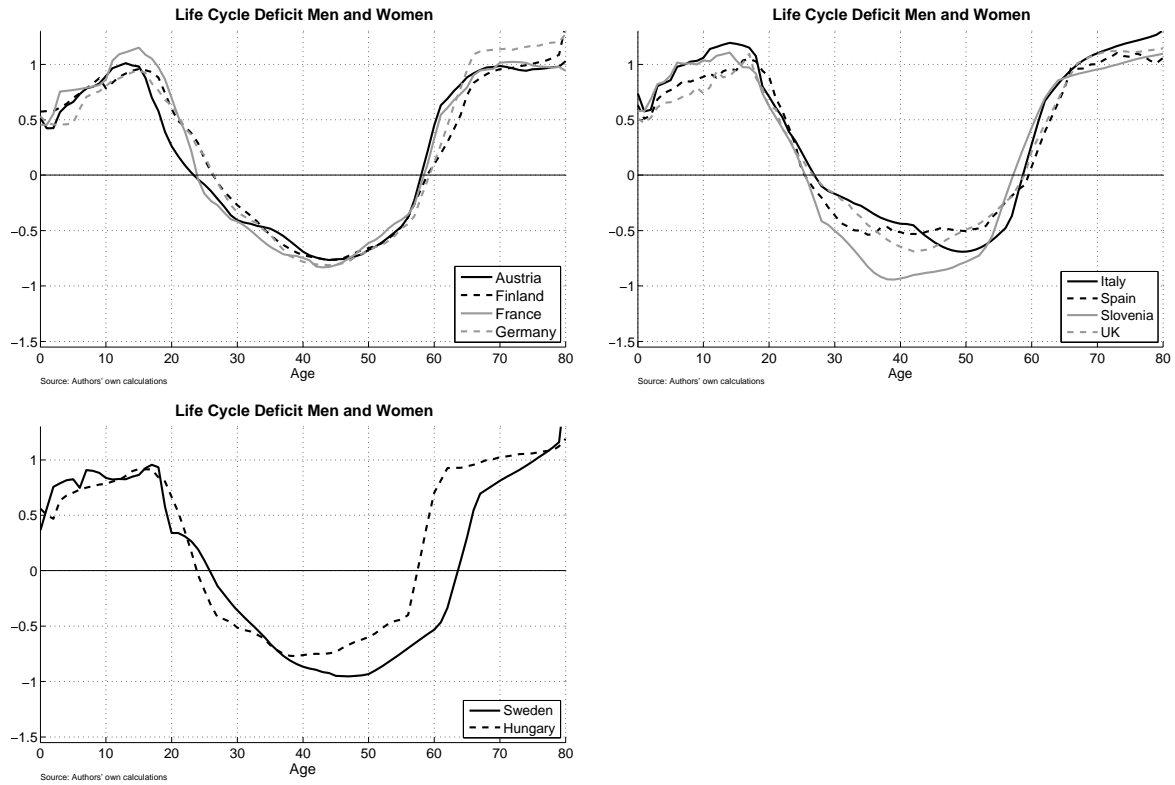 Life Cycle Deficit Men and Women
1
0.5
0
−0.5
−1
−1.5
0 10 20 30 40 50 60 70 80
Age
Austria
Finland
France
Germany
Source: Authors' own calculations
Life Cycle Deficit Men and Women
1
0.5
0
−0.5
−1
−1.5
0 10 20 30 40 50 60 70 80
Age
Italy
Spain
Slovenia
UK
Source: Authors' own calculations
Life Cycle Deficit Men and Women
1
0.5
0
−0.5
−1
−1.5
0 10 20 30 40 50 60 70 80
Age
Sweden
Hungary
Source: Authors' own calculations